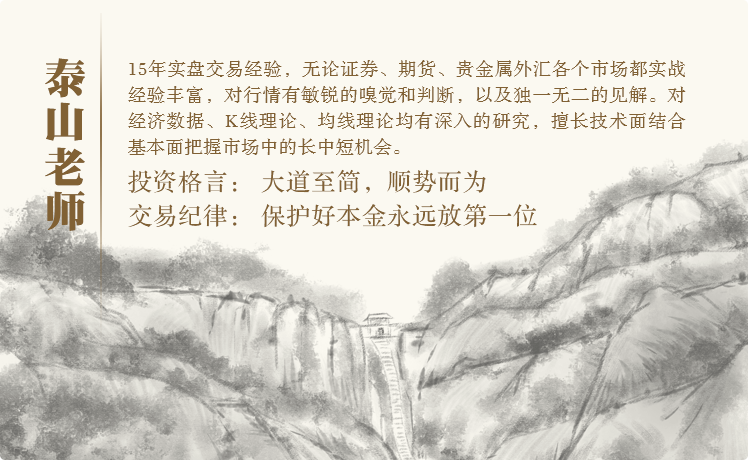 泰山老师
15年实盘交易经验，无论证券、期货、贵金属外汇各个市场都实战
经验丰富，对行情有敏锐的嗅觉和判断，以及独一无二的见解。对
经济数据、K线理论、均线理论均有深入的研究，擅长技术面结合
基本面把握市场中的长中短机会。
投资格言： 大道至简，顺势而为
交易纪律： 保护好本金永远放第一位